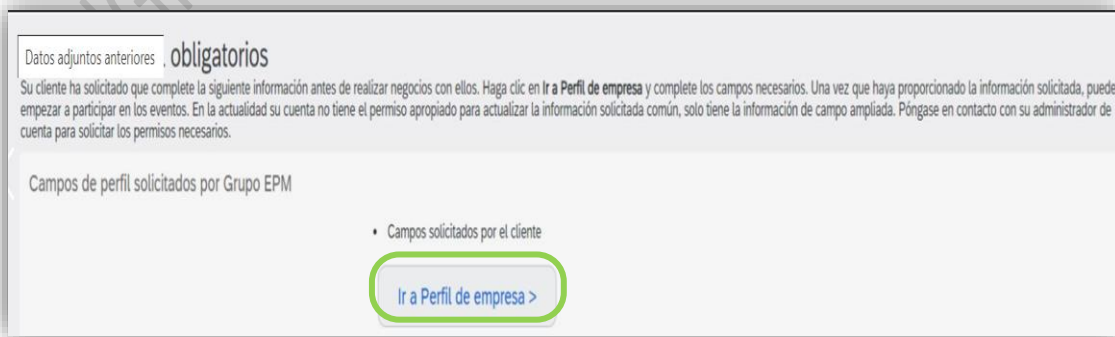 Datos adjuntos anteriores
obligatorios
Su cliente ha solicitado que complete la siguiente información antes de realizar negocios con ellos. Haga clic en Ir a Perfil de empresa y complete los campos necesarios. Una vez que haya proporcionado la información solicitada, puede
empezar a participar en los eventos. En la actualidad su cuenta no tiene el permiso apropiado para actualizar la información solicitada común, solo tiene la información de campo ampliada. Póngase en contacto con su administrador de
cuenta para solicitar los permisos necesarios.
Campos de perfil solicitados por Grupo EPM
• Campos solicitados por el cliente
Ir a Perfil de empresa >